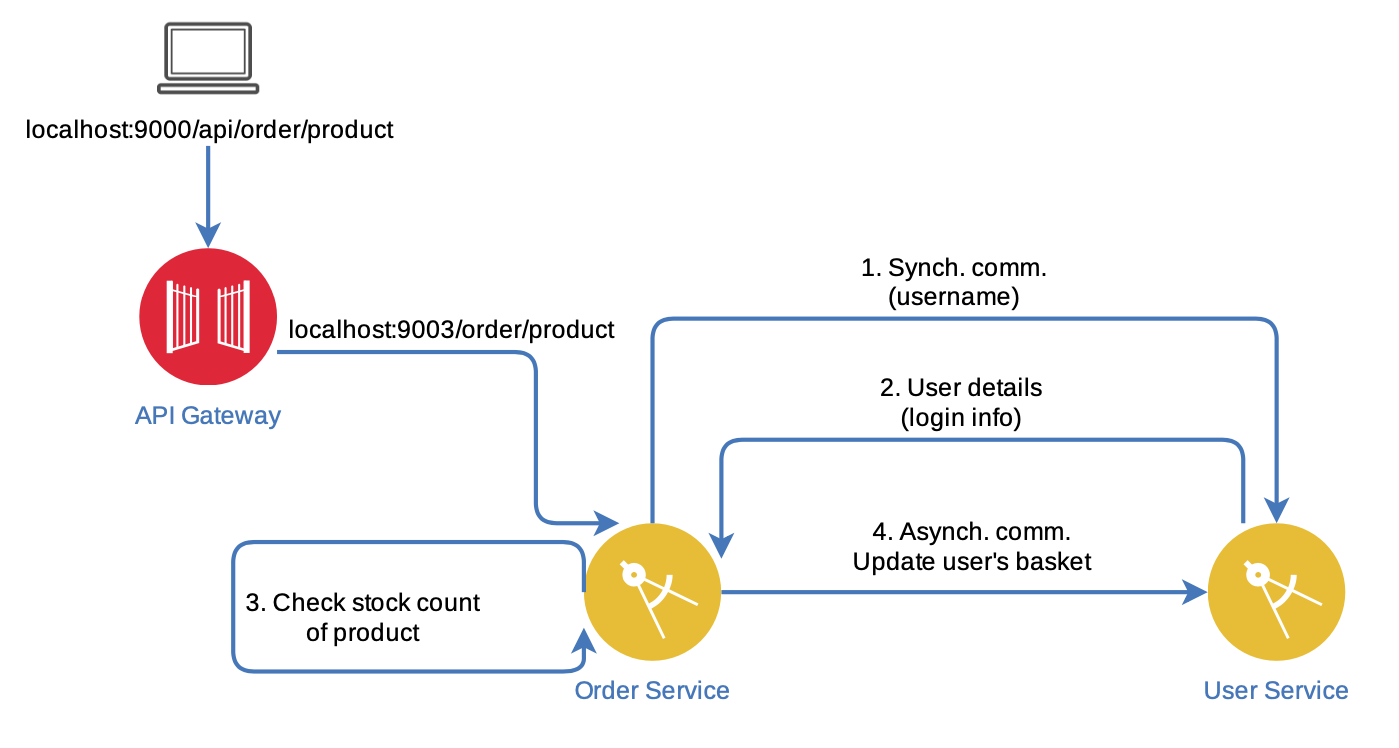 localhost:9000/api/order/product
localhost:9003/order/product
API Gateway
1. Synch. comm.
(username)
2. User details
(login info)
4. Asynch. comm.
Update user's basket
3. Check stock count
of product
Order Service
User Service